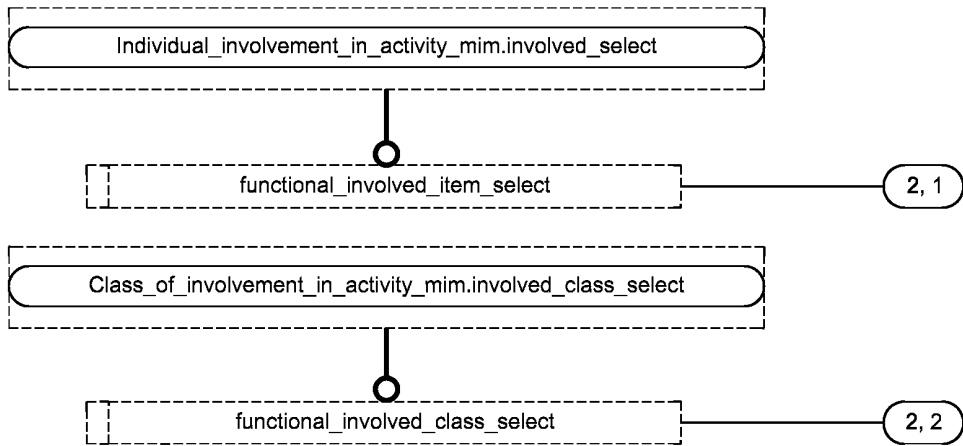 Individual_involvement_in_activity_mim.involved_select
functional_involved_item_select
2, 1
Class_of_involvement_in_activity_mim.involved_class_select
functional_involved_class_select
2, 2